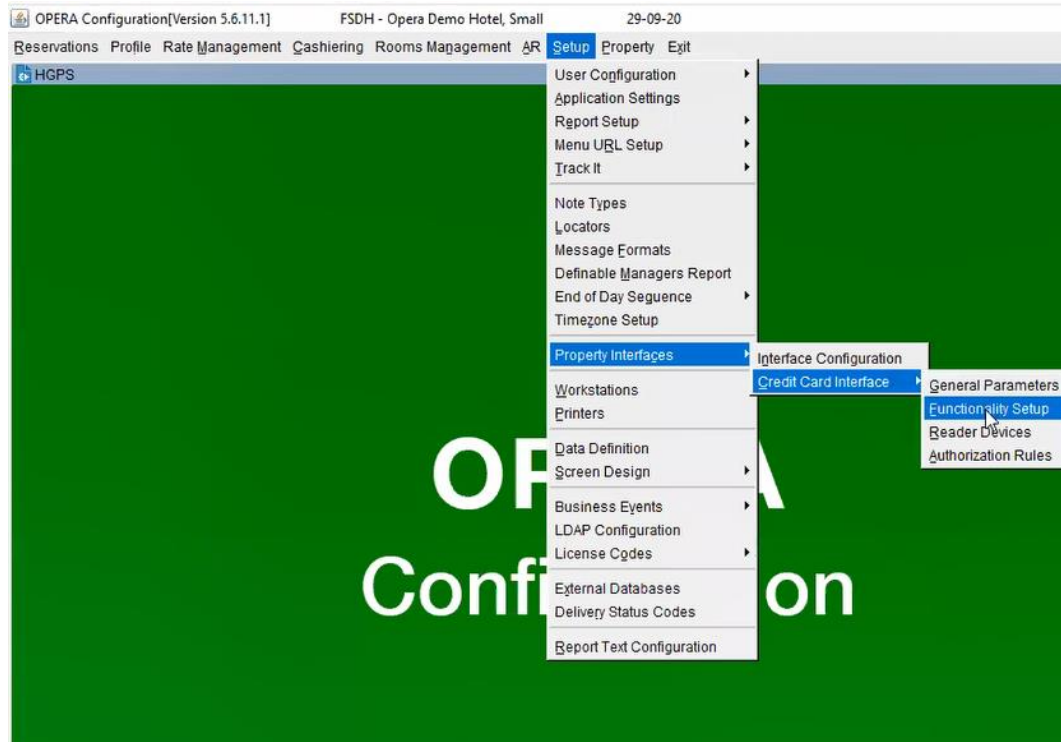 OPERA Configuration[Version 5.6.11.1] FSDH - Opera Demo Hotel, Small 29-09-20
Reservations Profile Rate Management Cashiering Rooms Management AR Setup Property Exit
HGPS
User Configuration
Application Settings
Report Setup
Menu URL Setup
Track It
Note Types
Locators
Message Formats
Definable Managers Report
End of Day Sequence
Timezone Setup
Property Interfaces
Interface Configuration
Credit Card Interface
General Parameters
Functionality Setup
Reader Devices
Authorization Rules
Workstations
Printers
Data Definition
Screen Design
Business Events
LDAP Configuration
License Codes
External Databases
Delivery Status Codes
Report Text Configuration